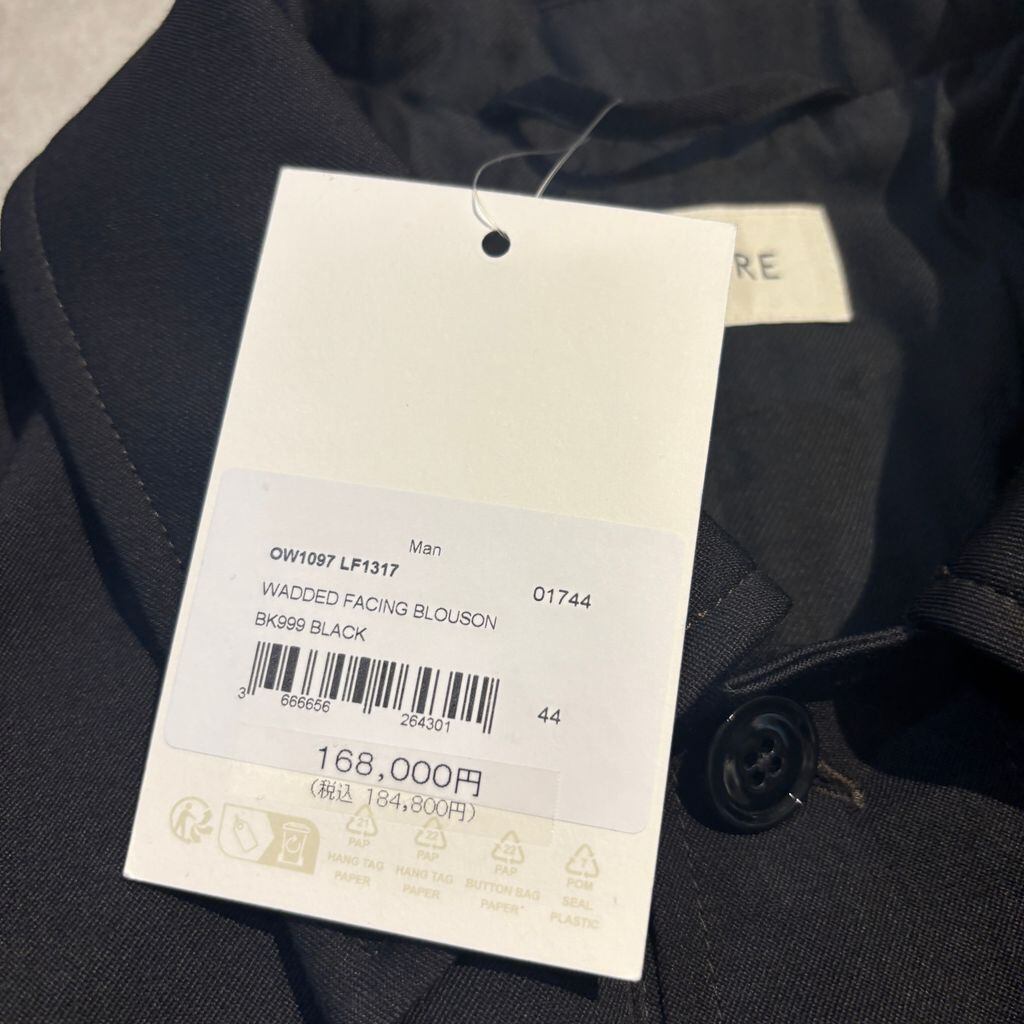 RE
Man
OW1097 LF1317
01744
WADDED FACING BLOUSON
BK999 BLACK
3 666656 264301
44
168,000円
(税込 184,800円)
21
PAP
HANG TAG
PAPER
22
PAP
HANG TAG
PAPER
22
PAP
BUTTON BAG
PAPER*
7
POM
SEAL
PLASTIC